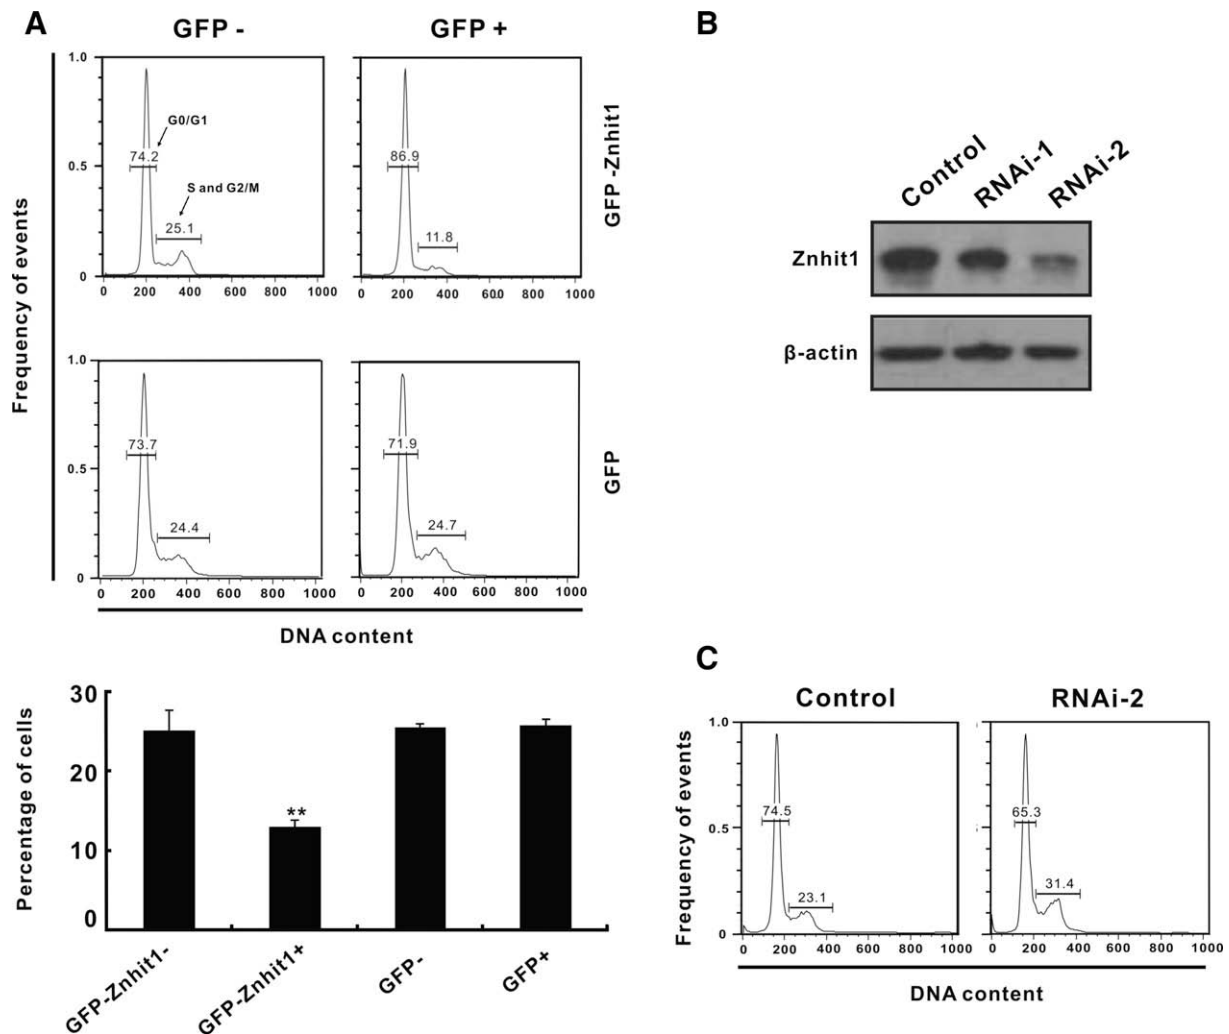 A
GFP -
GFP +
1.0
0.5
0
G0/G1
74.2
S and G2/M
25.1
0 200 400 600 800 1000
86.9
11.8
0 200 400 600 800 1000
GFP -Znhit1
1.0
0.5
0
73.7
24.4
0 200 400 600 800 1000
71.9
24.7
0 200 400 600 800 1000
GFP
Frequency of events
DNA content
30
20
10
0
**
Percentage of cells
GFP-Znhit1-
GFP-Znhit1+
GFP-
GFP+
B
Control
RNAi-1
RNAi-2
Znhit1
β-actin
C
Control
RNAi-2
1.0
0.5
0
74.5
23.1
0 200 400 600 800 1000
65.3
31.4
0 200 400 600 800 1000
Frequency of events
DNA content